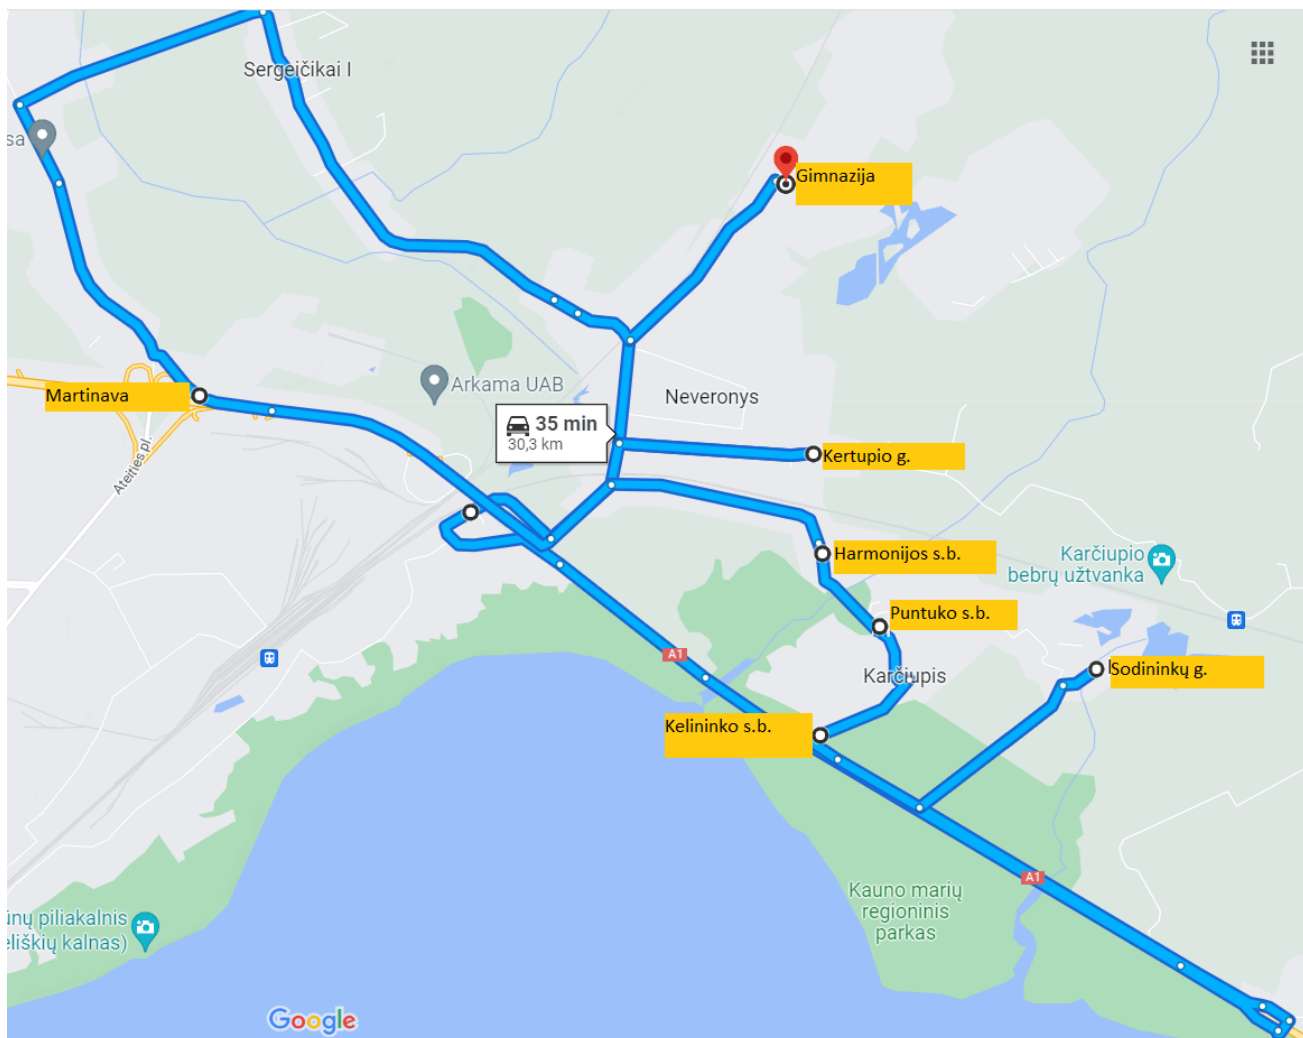 Sergeičikai I
sa
Gimnazija
Arkama UAB
Neveronys
Martinava
35 min
30,3 km
Ateities pl.
Kertupio g.
Harmonijos s.b.
Karčiupio
bebrų užtvanka
Puntuko s.b.
A1
Karčiupis
Sodininkų g.
Kelininko s.b.
A1
Kauno marių
regioninis
parkas
ūnų piliakalnis
eliškių kalnas)
Google